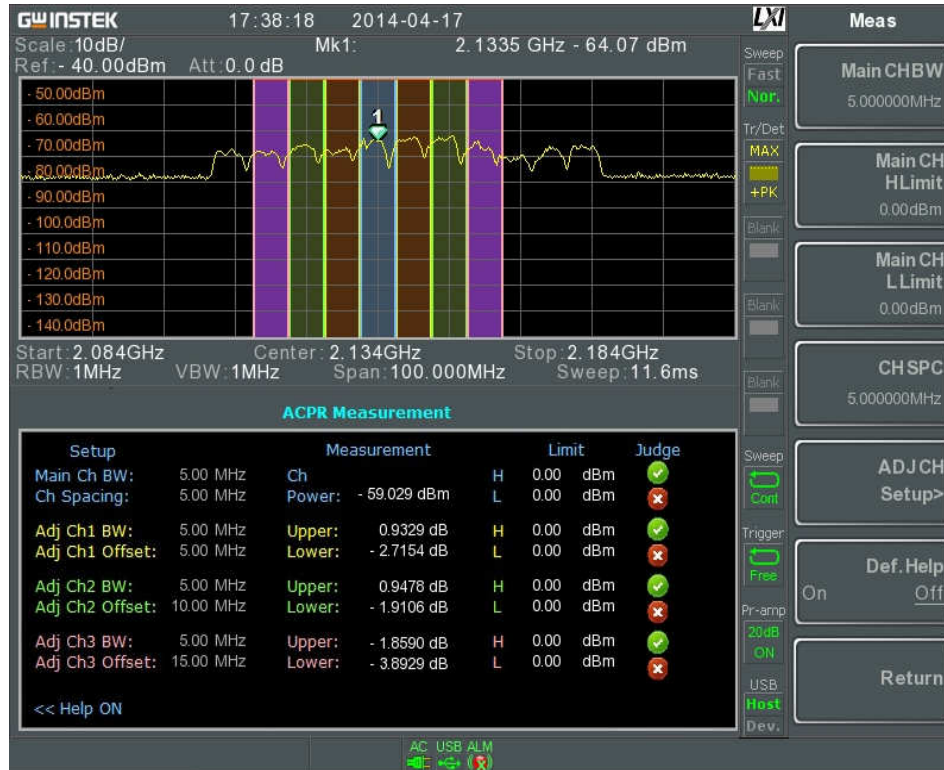 GWINSTEK 17:38:18 2014-04-17 LXI
Scale:10dB/ Mk1: 2.1335 GHz - 64.07 dBm
Ref:- 40.00dBm Att:0.0 dB
- 50.00dBm
- 60.00dBm
- 70.00dBm
- 80.00dBm
- 90.00dBm
- 100.0dBm
- 110.0dBm
- 120.0dBm
- 130.0dBm
- 140.0dBm
1
Start:2.084GHz Center:2.134GHz Stop:2.184GHz
RBW:1MHz VBW:1MHz Span:100.000MHz Sweep:11.6ms
ACPR Measurement
Setup Measurement Limit Judge
Main Ch BW: 5.00 MHz Ch H 0.00 dBm
Ch Spacing: 5.00 MHz Power: - 59.029 dBm L 0.00 dBm
Adj Ch1 BW: 5.00 MHz Upper: 0.9329 dB H 0.00 dBm
Adj Ch1 Offset: 5.00 MHz Lower: - 2.7154 dB L 0.00 dBm
Adj Ch2 BW: 5.00 MHz Upper: 0.9478 dB H 0.00 dBm
Adj Ch2 Offset: 10.00 MHz Lower: - 1.9106 dB L 0.00 dBm
Adj Ch3 BW: 5.00 MHz Upper: - 1.8590 dB H 0.00 dBm
Adj Ch3 Offset: 15.00 MHz Lower: - 3.8929 dB L 0.00 dBm
<< Help ON
Sweep
Fast
Nor.
Tr/Det
MAX
+PK
Blank
Blank
Blank
Sweep
Cont
Trigger
Free
Pr-amp
20dB
ON
USB
Host
Dev.
AC USB ALM
Meas
Main CHBW
5.000000MHz
Main CH
HLimit
0.00dBm
Main CH
LLimit
0.00dBm
CHSPC
5.000000MHz
ADJCH
Setup>
Def.Help
On Off
Return